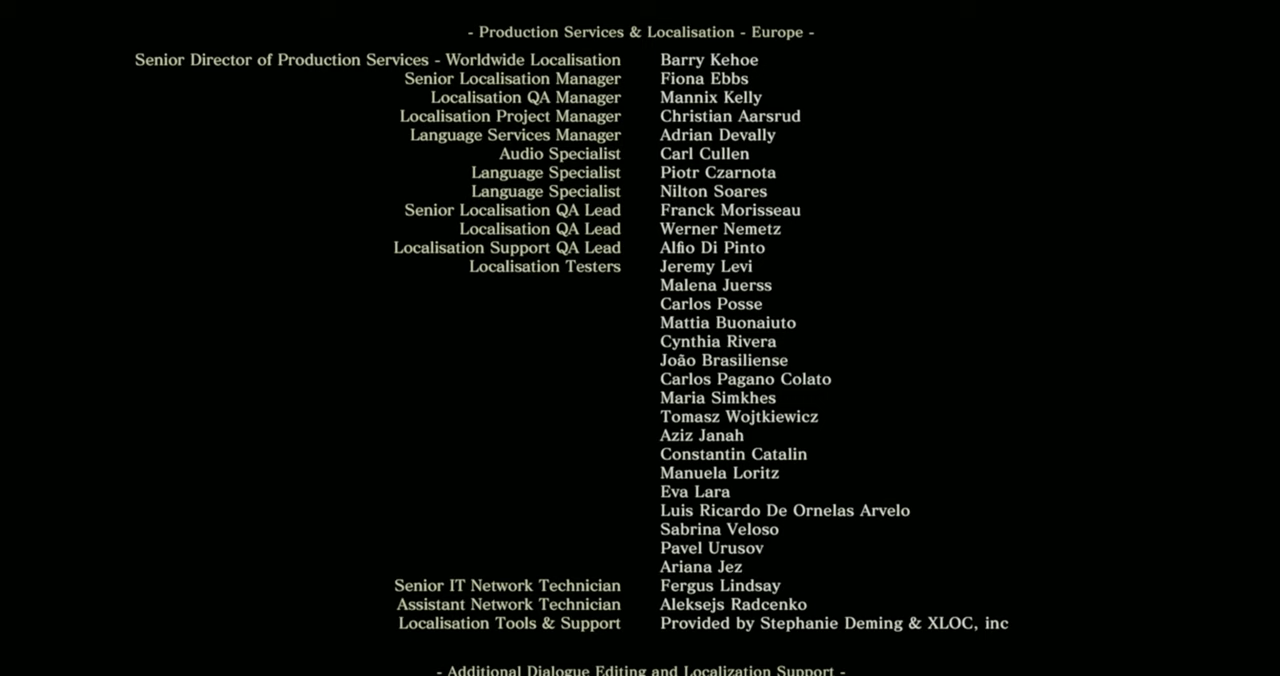 - Production Services & Localisation - Europe -
Senior Director of Production Services - Worldwide Localisation Barry Kehoe
Senior Localisation Manager Fiona Ebbs
Localisation QA Manager Mannix Kelly
Localisation Project Manager Christian Aarsrud
Language Services Manager Adrian Devally
Audio Specialist Carl Cullen
Language Specialist Piotr Czarnota
Language Specialist Nilton Soares
Senior Localisation QA Lead Franck Morisseau
Localisation QA Lead Werner Nemetz
Localisation Support QA Lead Alfio Di Pinto
Localisation Testers Jeremy Levi
Malena Juerss
Carlos Posse
Mattia Buonaiuto
Cynthia Rivera
João Brasiliense
Carlos Pagano Colato
Maria Simkhes
Tomasz Wojtkiewicz
Aziz Janah
Constantin Catalin
Manuela Loritz
Eva Lara
Luis Ricardo De Ornelas Arvelo
Sabrina Veloso
Pavel Urusov
Ariana Jez
Senior IT Network Technician Fergus Lindsay
Assistant Network Technician Aleksejs Radcenko
Localisation Tools & Support Provided by Stephanie Deming & XLOC, inc
- Additional Dialogue Editing and Localization Support -